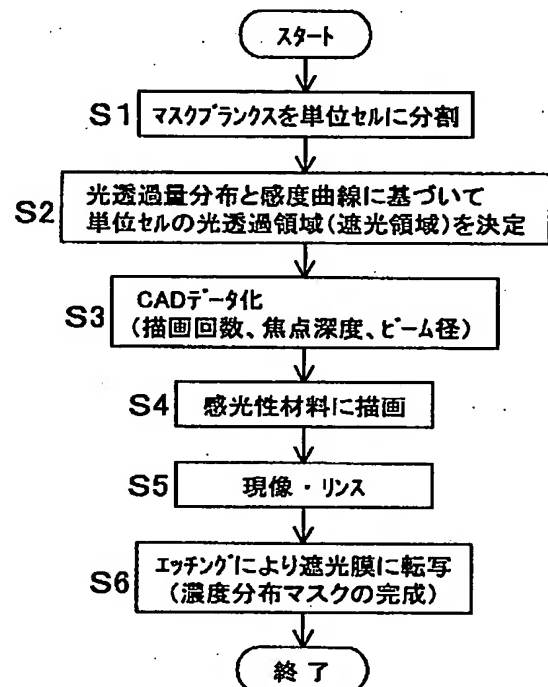 スタート
S1 マスクブランクスを単位セルに分割
S2 光透過量分布と感度曲線に基づいて
単位セルの光透過領域(遮光領域)を決定
S3 CADデータ化
(描画回数、焦点深度、ビーム径)
S4 感光性材料に描画
S5 現像・リンス
S6 エッチングにより遮光膜に転写
(濃度分布マスクの完成)
終了